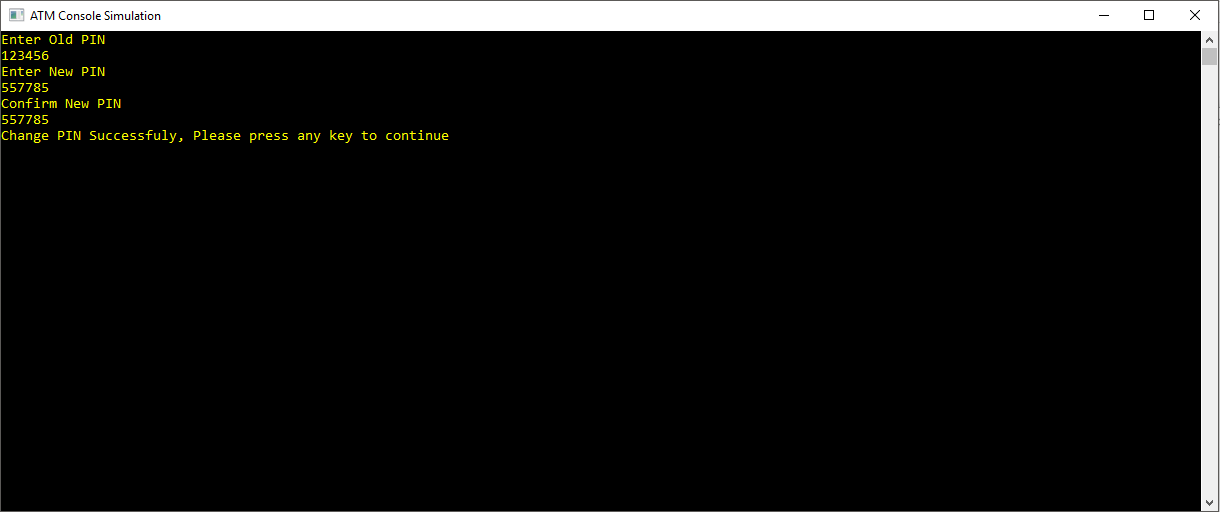 ATM Console Simulation
Enter Old PIN
123456
Enter New PIN
557785
Confirm New PIN
557785
Change PIN Successfuly, Please press any key to continue